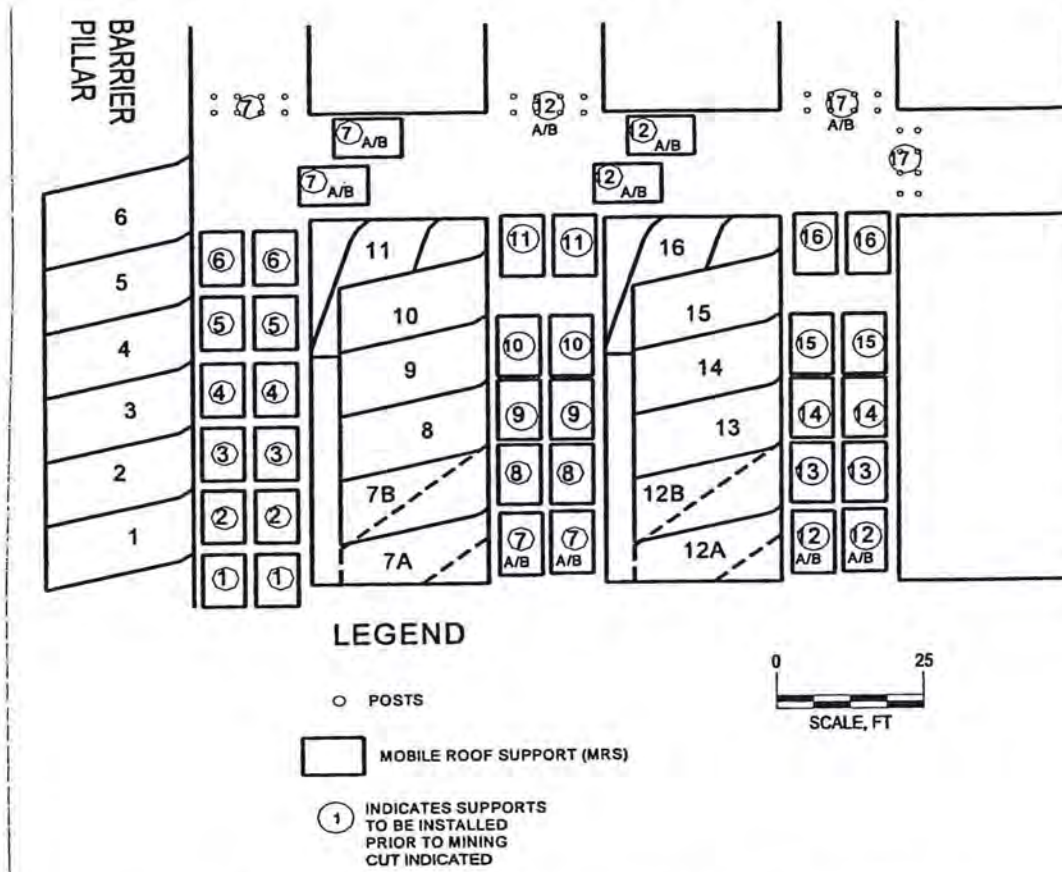 BARRIER
PILLAR
7
12
A/B
17
A/B
7 A/B
7 A/B
2 A/B
2 A/B
17
6
5
4
3
2
1
6 6
5 5
4 4
3 3
2 2
1 1
11
10
9
8
7B
7A
11 11
10 10
9 9
8 8
7 7
A/B A/B
16
15
14
13
12B
12A
16 16
15 15
14 14
13 13
12 12
A/B A/B
LEGEND
POSTS
MOBILE ROOF SUPPORT (MRS)
1 INDICATES SUPPORTS
TO BE INSTALLED
PRIOR TO MINING
CUT INDICATED
0 25
SCALE, FT